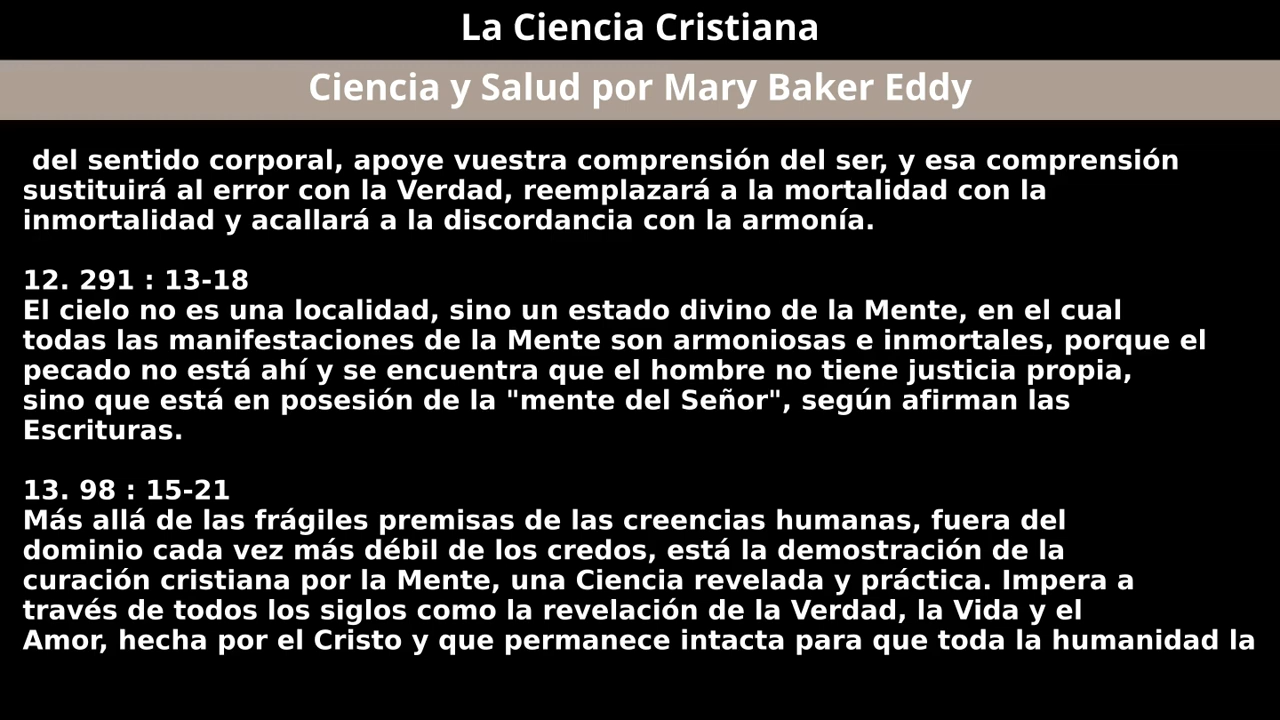 La Ciencia Cristiana
Ciencia y Salud por Mary Baker Eddy
del sentido corporal, apoye vuestra comprensión del ser, y esa comprensión
sustituirá al error con la Verdad, reemplazará a la mortalidad con la
inmortalidad y acallará a la discordancia con la armonía.
12. 291 : 13-18
El cielo no es una localidad, sino un estado divino de la Mente, en el cual
todas las manifestaciones de la Mente son armoniosas e inmortales, porque el
pecado no está ahí y se encuentra que el hombre no tiene justicia propia,
sino que está en posesión de la "mente del Señor", según afirman las
Escrituras.
13. 98 : 15-21
Más allá de las frágiles premisas de las creencias humanas, fuera del
dominio cada vez más débil de los credos, está la demostración de la
curación cristiana por la Mente, una Ciencia revelada y práctica. Impera a
través de todos los siglos como la revelación de la Verdad, la Vida y el
Amor, hecha por el Cristo y que permanece intacta para que toda la humanidad la